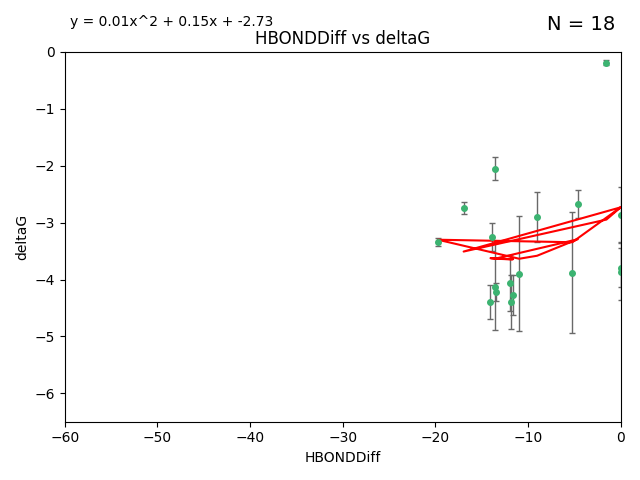 y = 0.01x^2 + 0.15x + -2.73
N = 18
HBONDDiff vs deltaG
0
−1
−2
−3
−4
−5
−6
deltaG
−60
−50
−40
−30
−20
−10
0
HBONDDiff